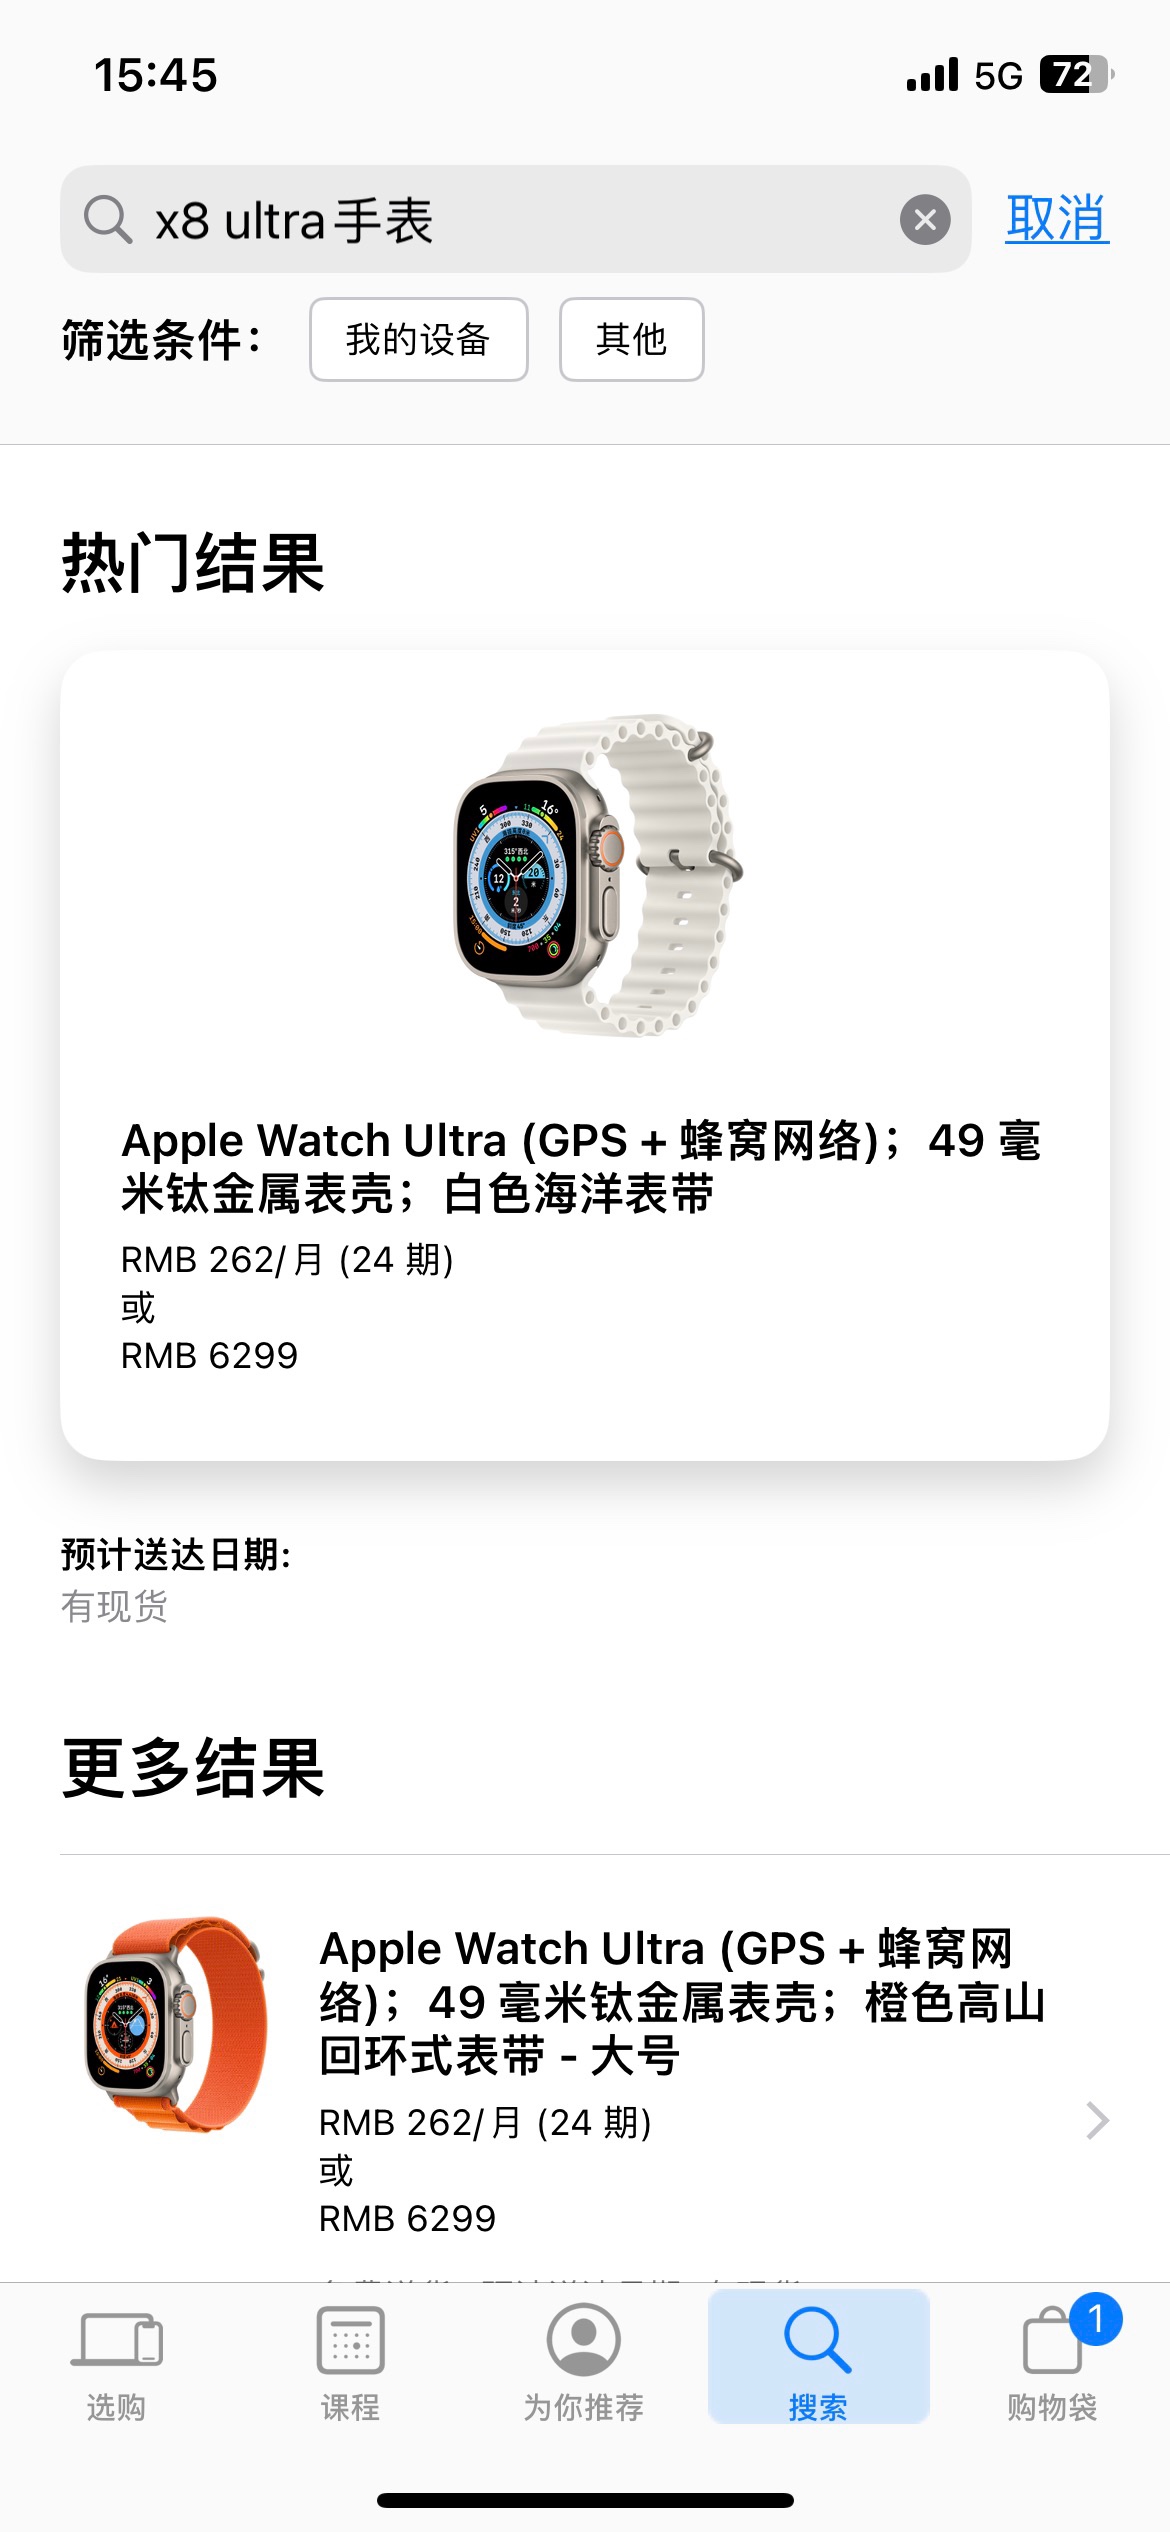 15:45
5G 72
x8 ultra手表
取消
筛选条件：
我的设备
其他
热门结果
Apple Watch Ultra (GPS + 蜂窝网络)；49 毫
米钛金属表壳；白色海洋表带
RMB 262/月 (24 期)
或
RMB 6299
预计送达日期:
有现货
更多结果
Apple Watch Ultra (GPS + 蜂窝网
络)；49 毫米钛金属表壳；橙色高山
回环式表带 - 大号
RMB 262/月 (24 期)
或
RMB 6299
选购
课程
为你推荐
搜索
1
购物袋